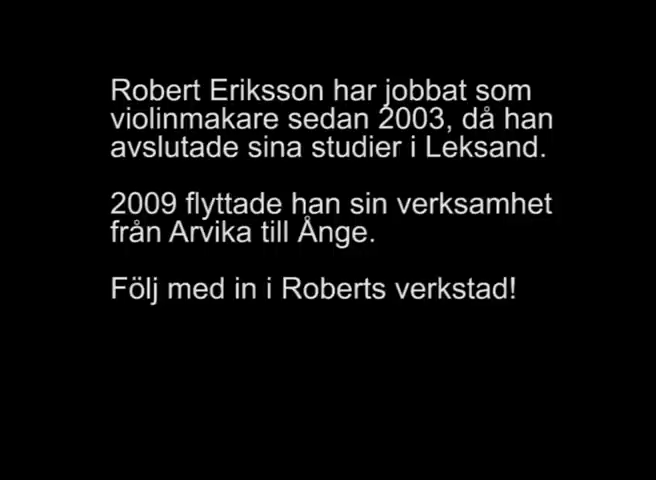 Robert Eriksson har jobbat som
violinmakare sedan 2003, då han
avslutade sina studier i Leksand.
2009 flyttade han sin verksamhet
från Arvika till Ånge.
Följ med in i Roberts verkstad!